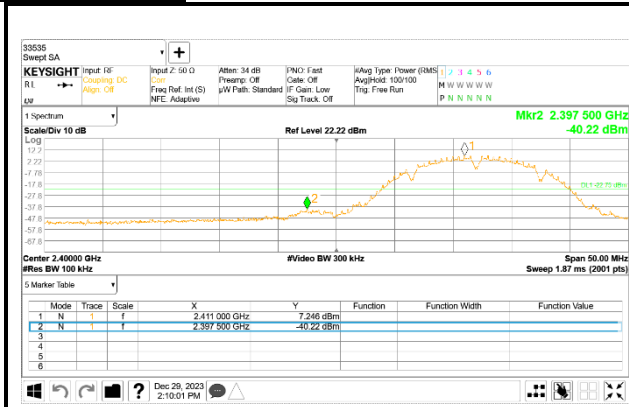 33535
Swept SA
KEYSIGHT Input: RF Input Z: 50 Ω Atten: 34 dB PNO: Fast #Avg Type: Power (RMS 1 2 3 4 5 6
R L Coupling: DC Corr Preamp: Off Gate: Off Avg|Hold: 100/100 M W W W W W
Align: Off Freq Ref: Int (S) µW Path: Standard IF Gain: Low Trig: Free Run
NFE: Adaptive Sig Track: Off P N N N N N
1 Spectrum
Mkr2 2.397 500 GHz
Scale/Div 10 dB Ref Level 22.22 dBm -40.22 dBm
Log
12.2
2.22
-7.78
-17.8
-27.8
-37.8
-47.8
-57.8
-67.8
1
2
Center 2.40000 GHz #Video BW 300 kHz Span 50.00 MHz
#Res BW 100 kHz Sweep 1.87 ms (2001 pts)
5 Marker Table
Mode Trace Scale X Y Function Function Width Function Value
1 N 1 f 2.411 000 GHz 7.246 dBm
2 N 1 f 2.397 500 GHz -40.22 dBm
3
4
5
6
Dec 29, 2023
2:10:01 PM